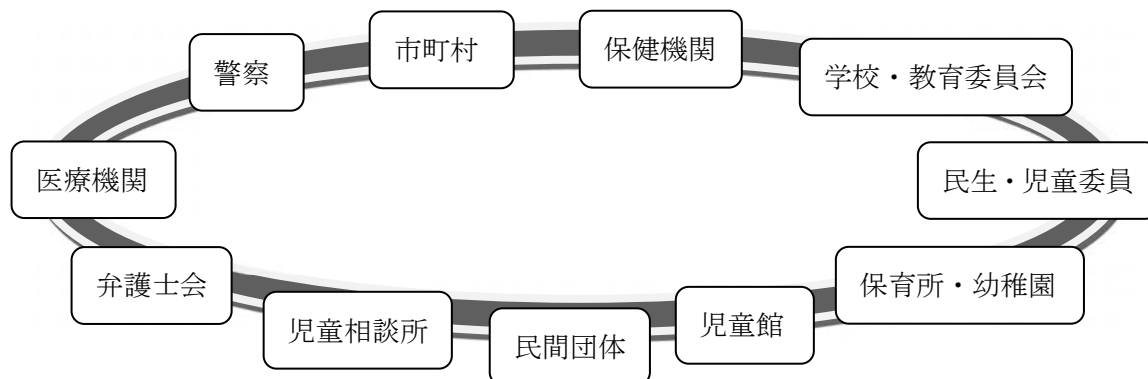 市町村
保健機関
警察
学校・教育委員会
医療機関
民生・児童委員
弁護士会
保育所・幼稚園
児童相談所
民間団体
児童館